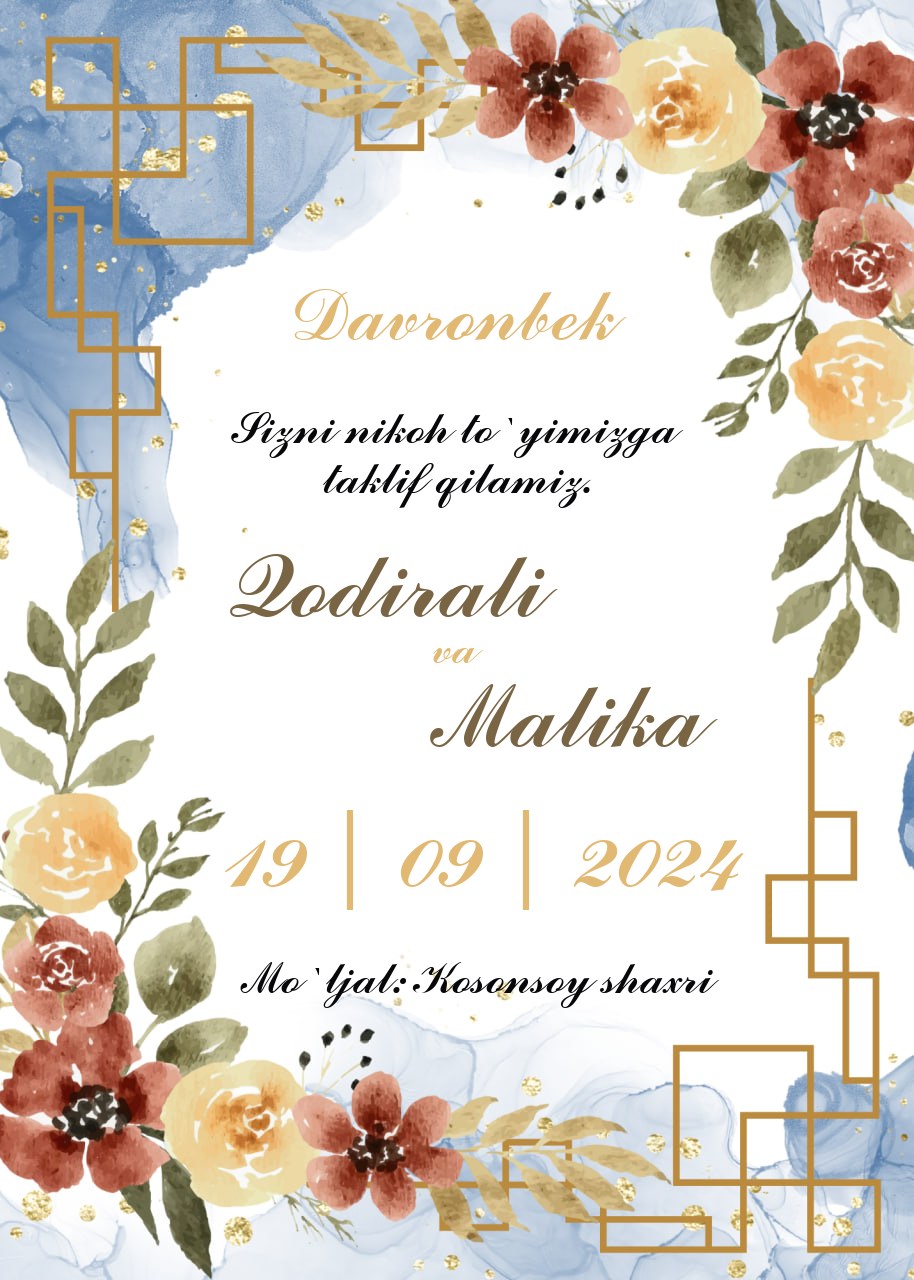 Davronbek
Sizni nikoh to`yimizga
taklif qilamiz.
Qodirali
va
Malika
19 | 09 | 2024
Mo`ljal: Kosonsoy shaxri